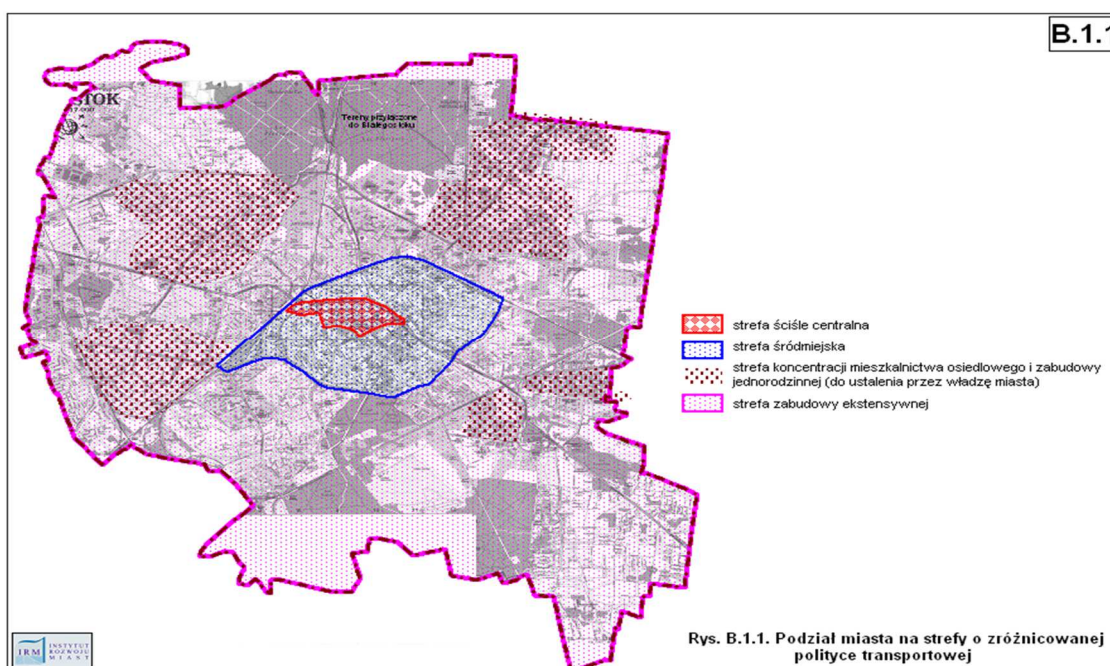 B.1.1
STOK
Tereny przyłączone
do Białegostoku
strefa ściśle centralna
strefa śródmiejska
strefa koncentracji mieszkalnictwa osiedlowego i zabudowy
jednorodzinnej (do ustalenia przez władzę miasta)
strefa zabudowy ekstensywnej
IRM
INSTYTUT
ROZWOJU
MIAST
Rys. B.1.1. Podział miasta na strefy o zróżnicowanej
polityce transportowej